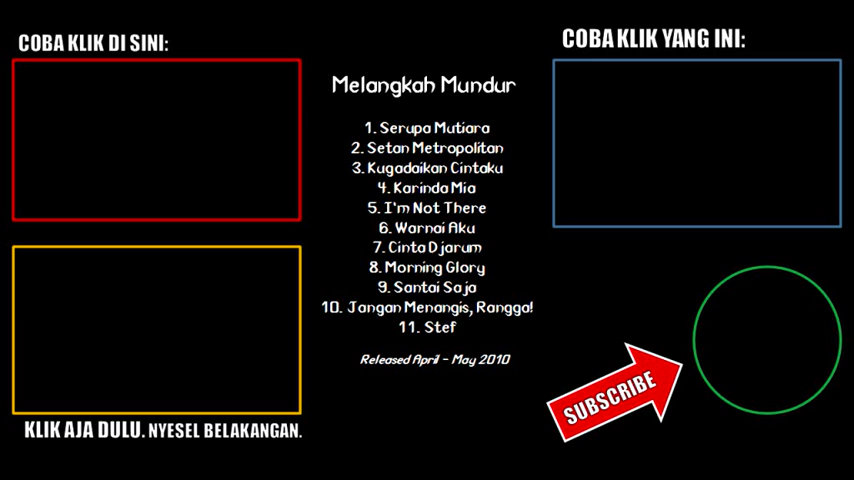 COBA KLIK DI SINI:
COBA KLIK YANG INI:
Melangkah Mundur
1. Serupa Mutiara
2. Setan Metropolitan
3. Kugadaikan Cintaku
4. Karinda Mia
5. I'm Not There
6. Warnai Aku
7. Cinta Djarum
8. Morning Glory
9. Santai Saja
10. Jangan Menangis, Rangga!
11. Stef
Released April - May 2010
SUBSCRIBE
KLIK AJA DULU. NYESEL BELAKANGAN.